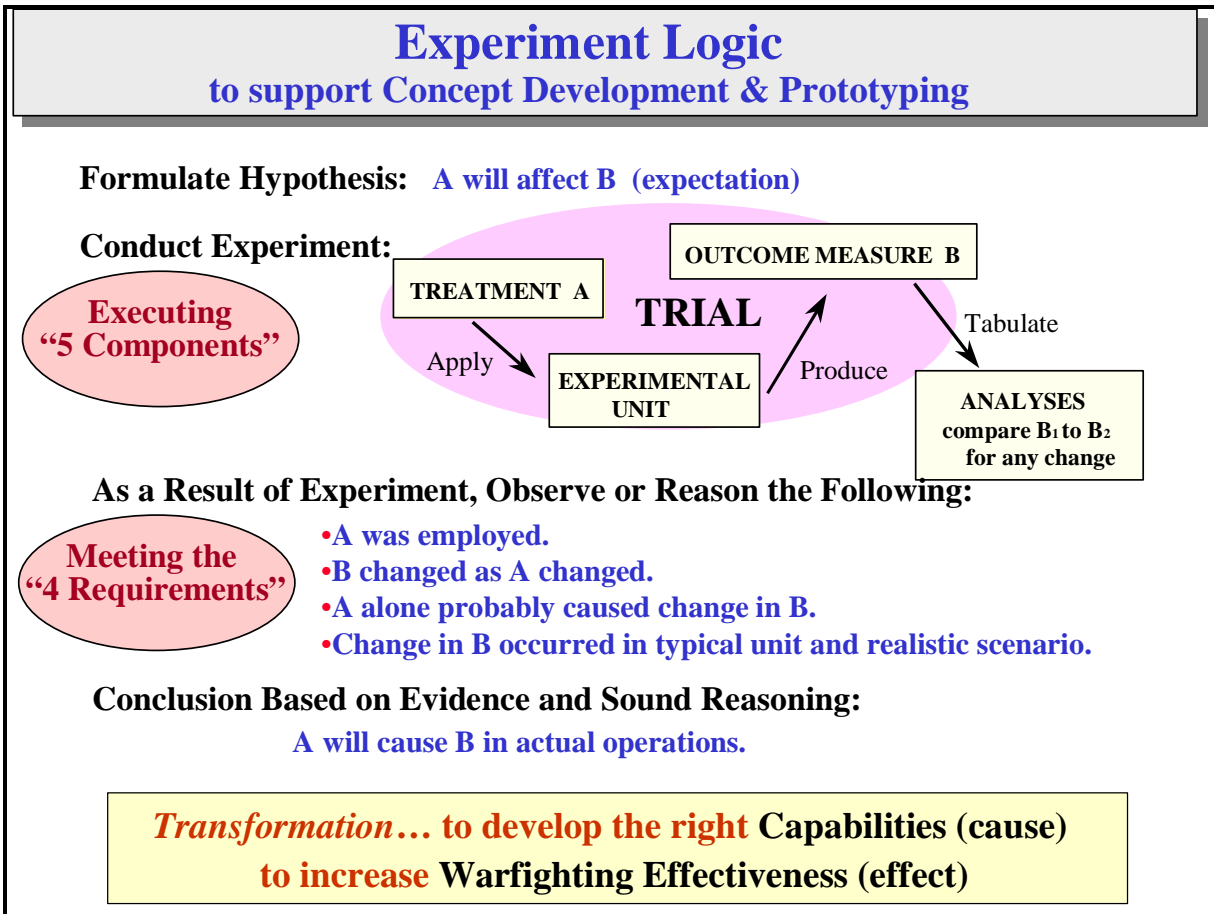 Experiment Logic
to support Concept Development & Prototyping
Formulate Hypothesis: A will affect B (expectation)
Conduct Experiment:
Executing
“5 Components”
TREATMENT A
Apply
TRIAL
EXPERIMENTAL
UNIT
Produce
OUTCOME MEASURE B
Tabulate
ANALYSES
compare B₁ to B₂
for any change
As a Result of Experiment, Observe or Reason the Following:
Meeting the
“4 Requirements”
•A was employed.
•B changed as A changed.
•A alone probably caused change in B.
•Change in B occurred in typical unit and realistic scenario.
Conclusion Based on Evidence and Sound Reasoning:
A will cause B in actual operations.
Transformation… to develop the right Capabilities (cause)
to increase Warfighting Effectiveness (effect)